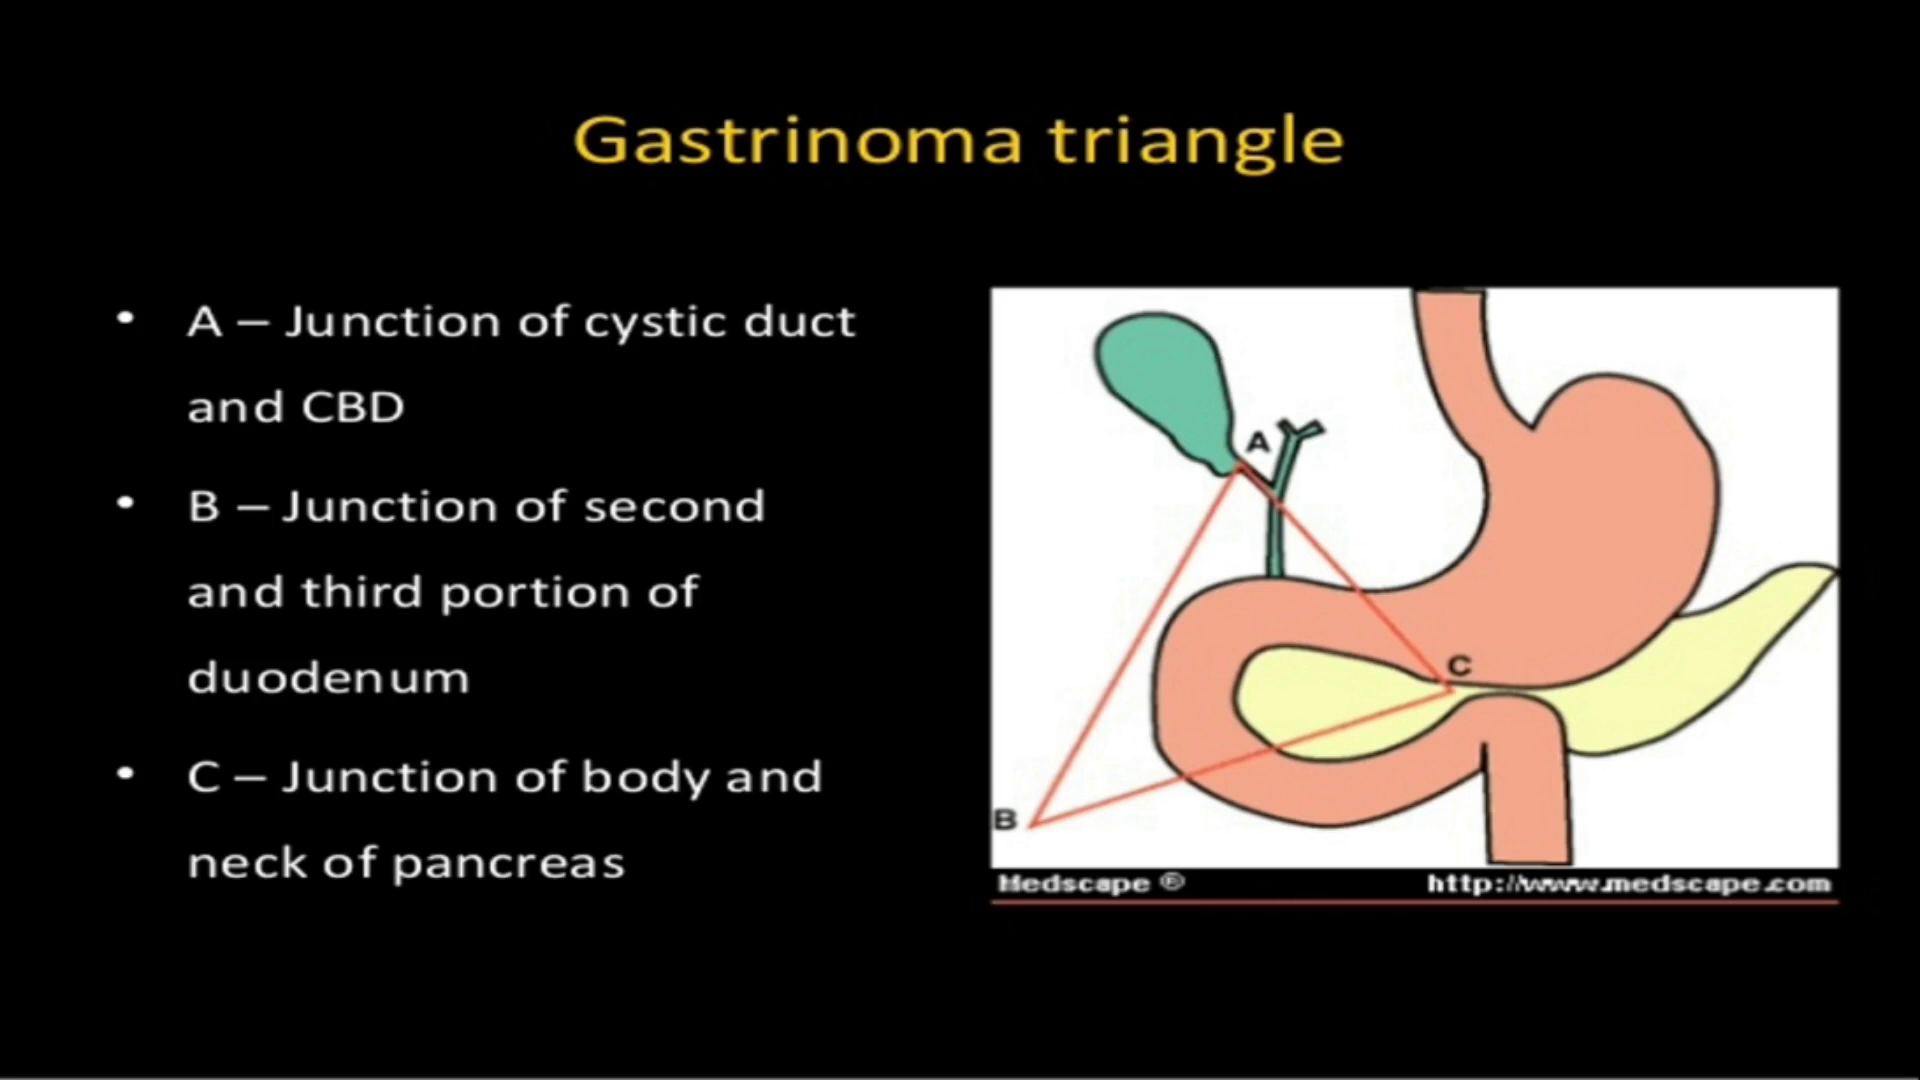 Gastrinoma triangle
• A – Junction of cystic duct
and CBD
• B – Junction of second
and third portion of
duodenum
• C – Junction of body and
neck of pancreas
A
C
B
Medscape ® http://www.medscape.com